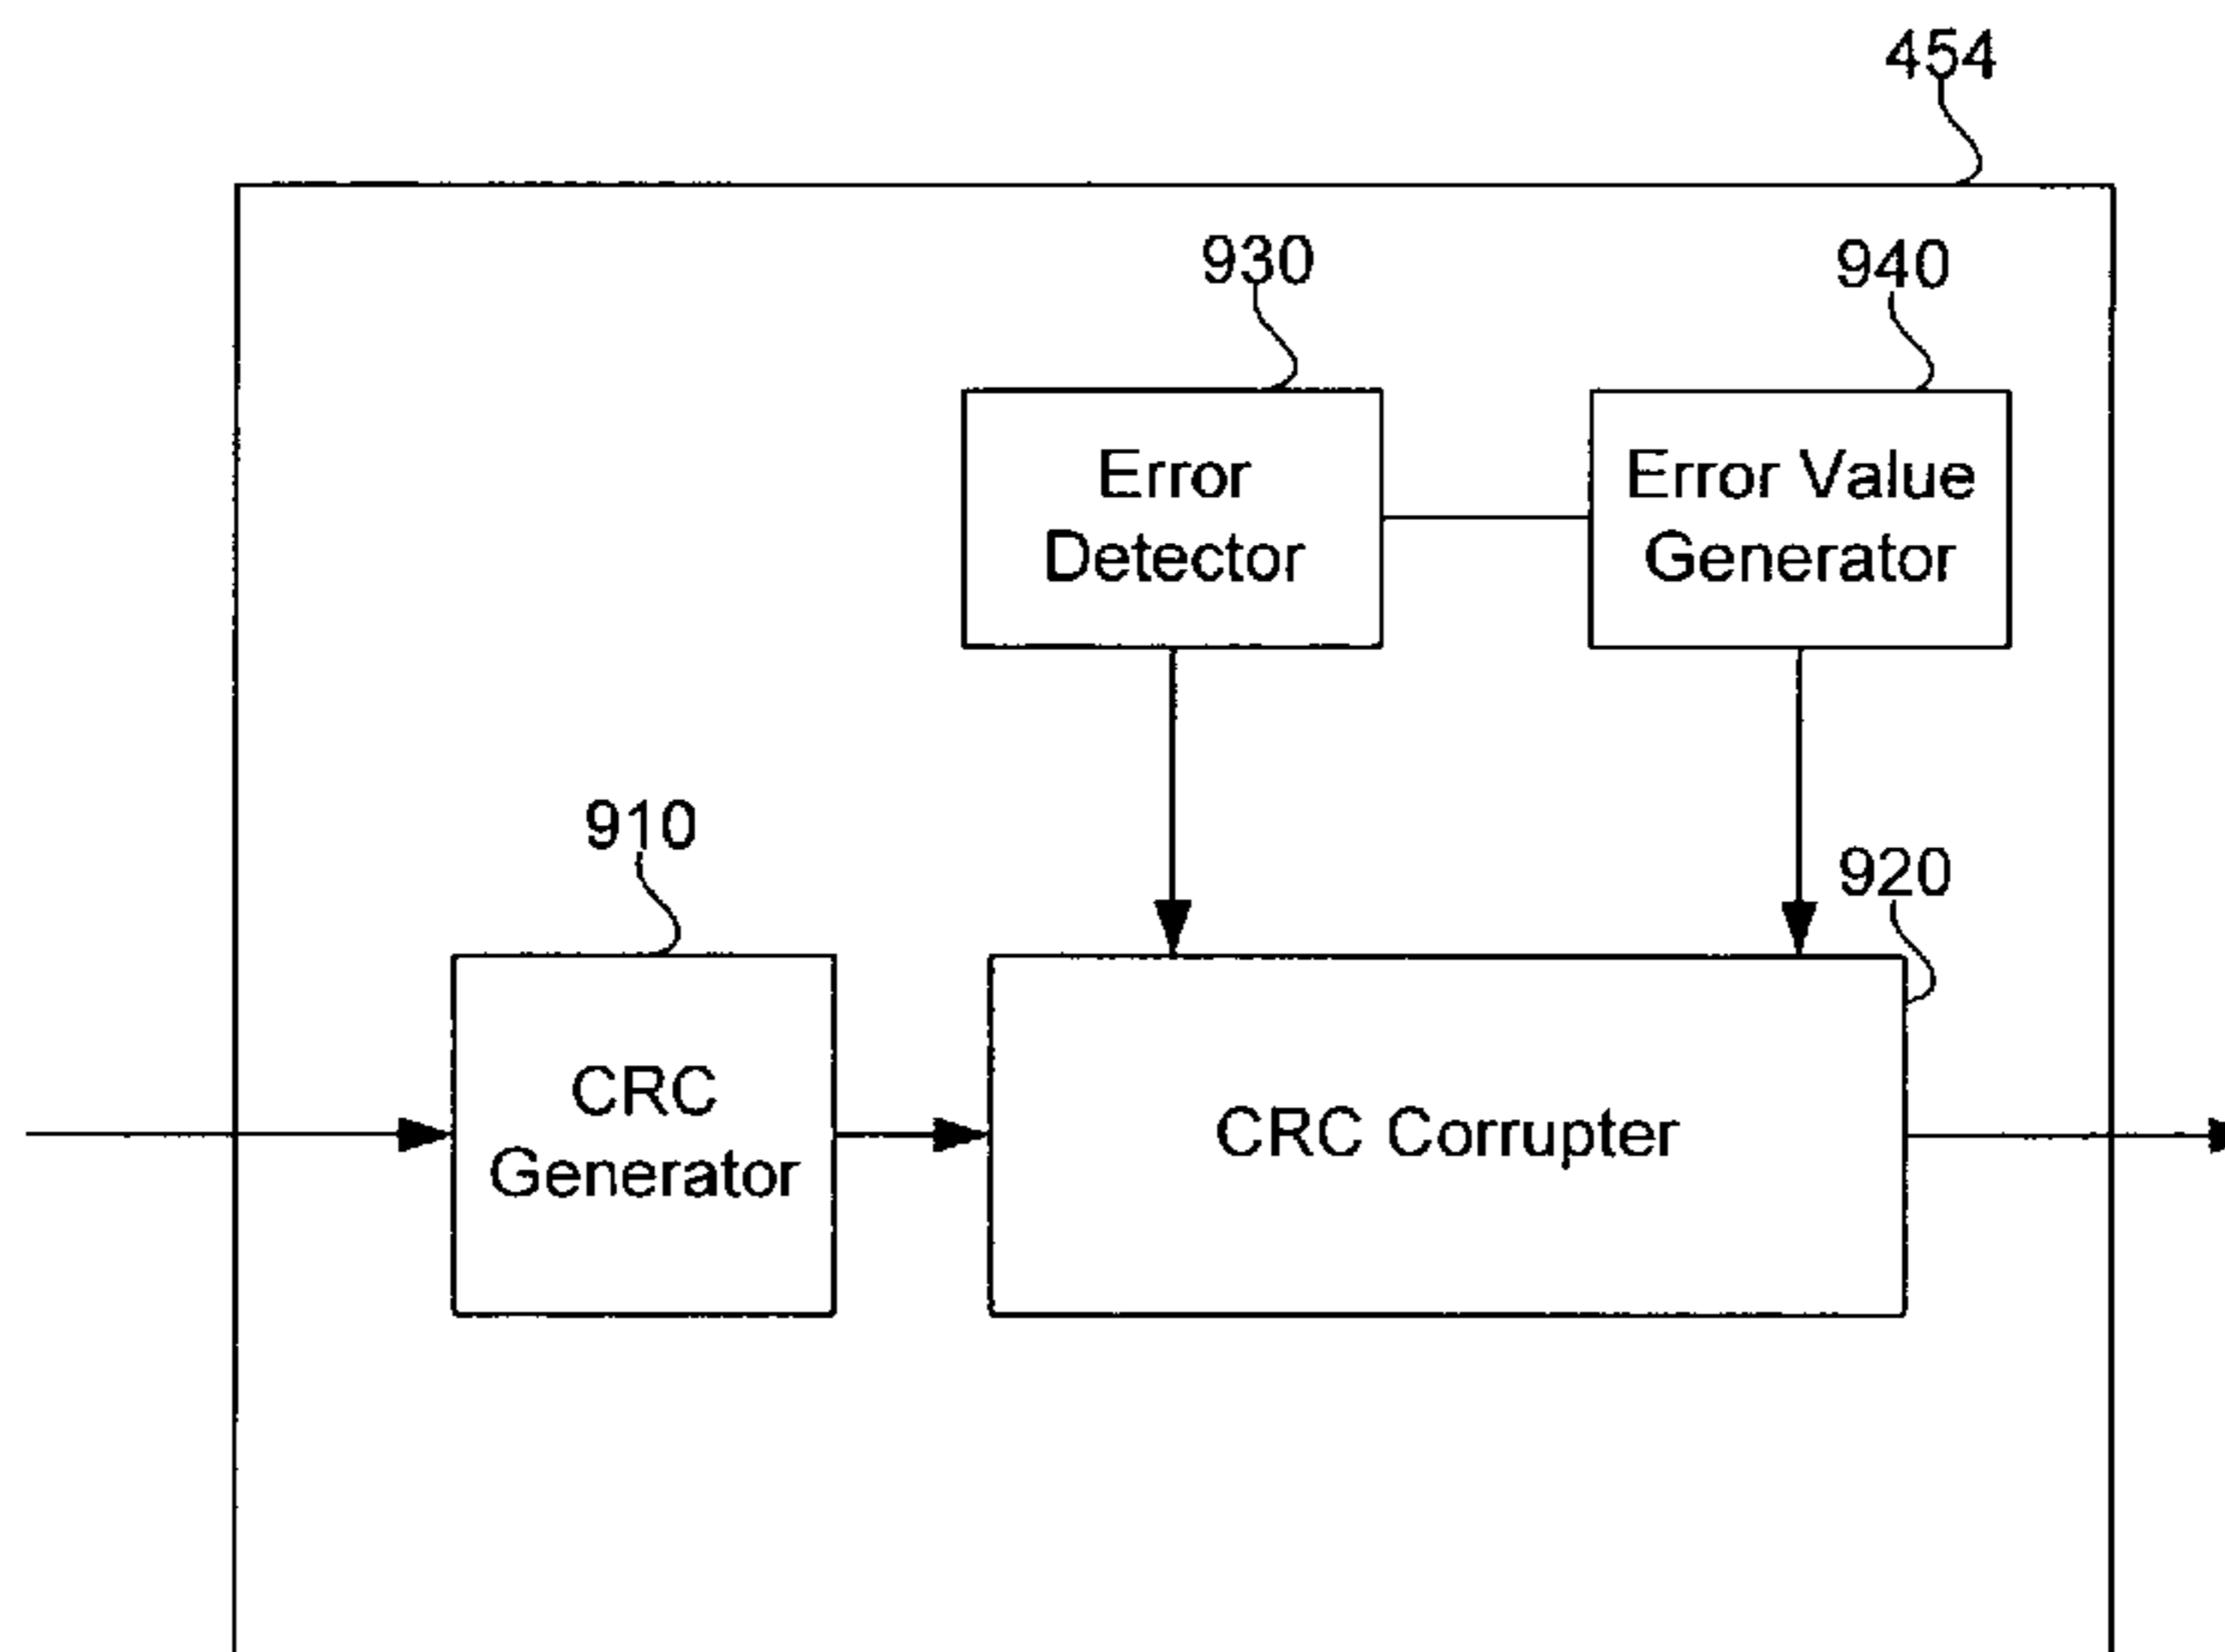 454
930
940
Error
Detector
Error Value
Generator
910
920
CRC
Generator
CRC Corrupter